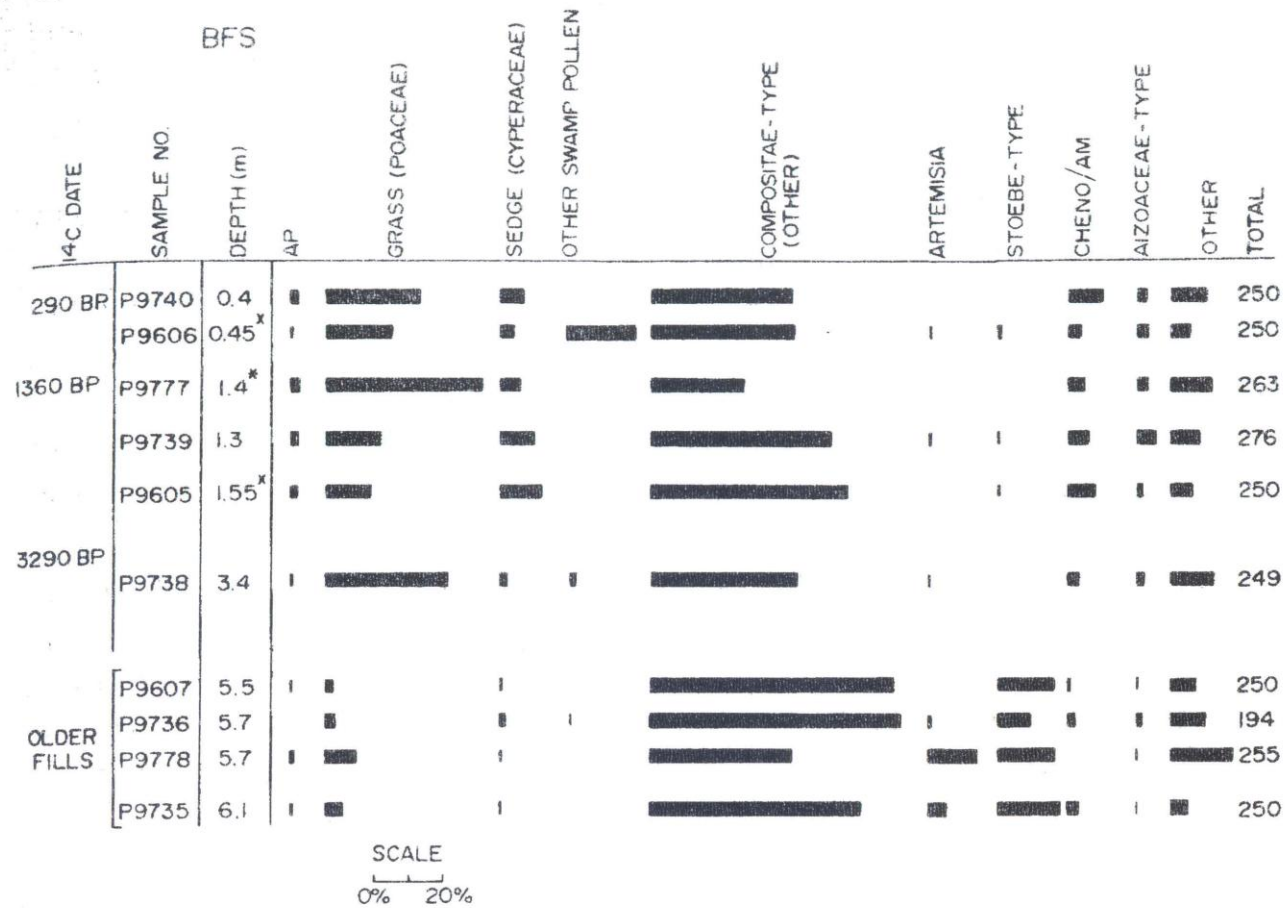 BFS
14C DATE
SAMPLE NO.
DEPTH (m)
AP
GRASS (POACEAE)
SEDGE (CYPERACEAE)
OTHER SWAMP POLLEN
COMPOSITAE-TYPE
(OTHER)
ARTEMISIA
STOEBE-TYPE
CHENO/AM
AIZOACEAE-TYPE
OTHER
TOTAL
290 BP P9740 0.4 250
P9606 0.45x 250
1360 BP P9777 1.4* 263
P9739 1.3 276
P9605 1.55x 250
3290 BP
P9738 3.4 249
P9607 5.5 250
P9736 5.7 194
OLDER
FILLS
P9778 5.7 255
P9735 6.1 250
SCALE
0% 20%